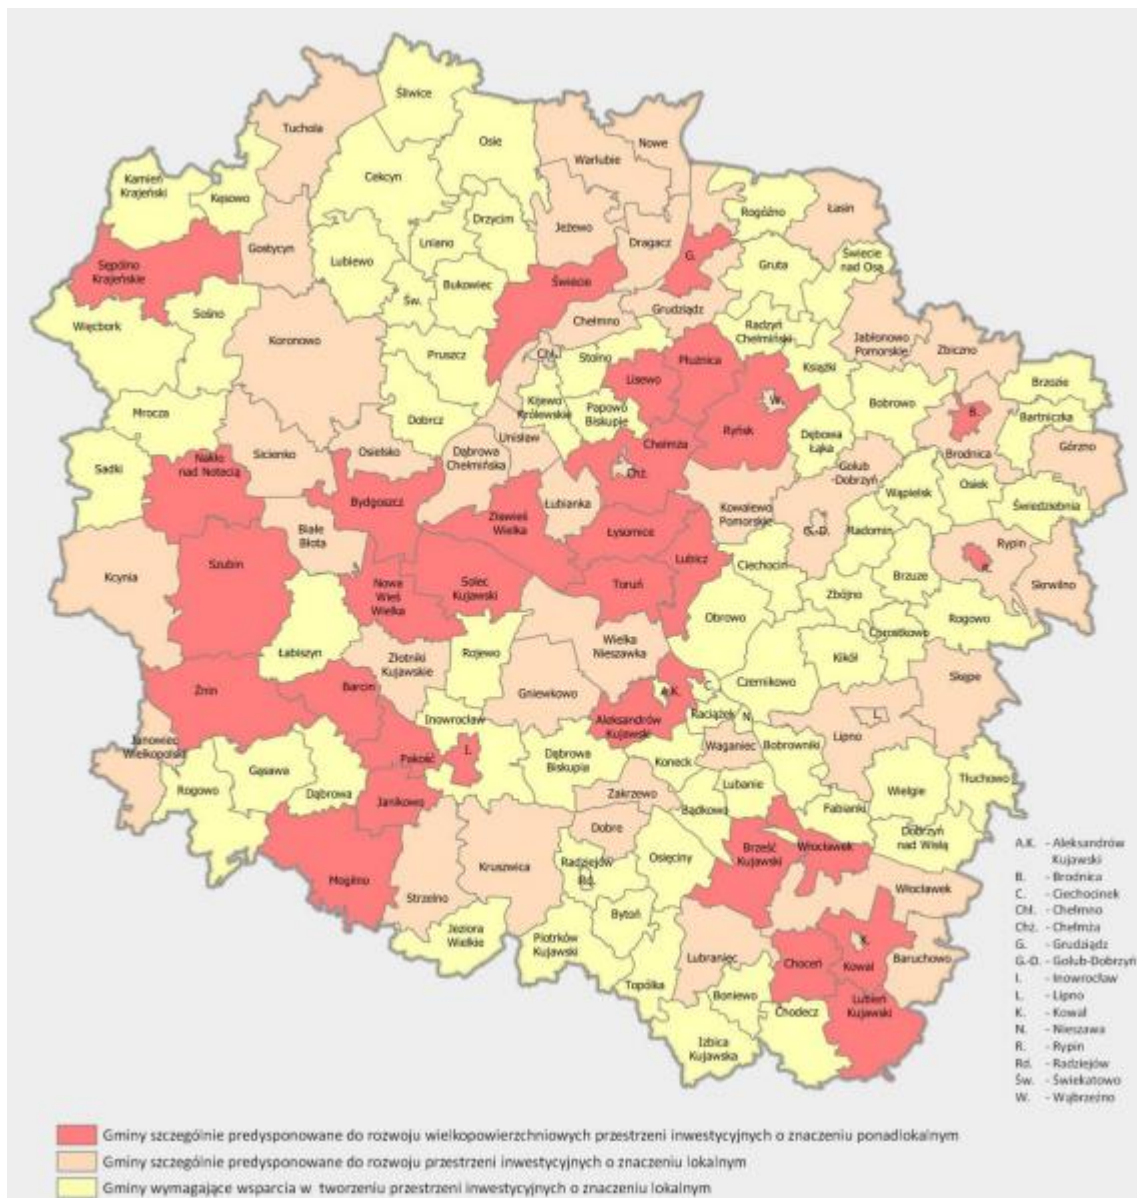 Śliwice
Tuchola
Osie
Nowe
Warlubie
Cekcyn
Kamień
Krajeński
Kęsowo
Rogóźno
Łasin
Drzycim
Jeżewo
Gostycyn
Lniano
Dragacz
Lubiewo
G.
Świecie
nad Osą
Gruta
Sępólno
Krajeńskie
Świecie
Bukowiec
Św.
Grudziądz
Sośno
Chełmno
Więcbork
Radzyń
Chełmiński
Jabłonowo
Pomorskie
Koronowo
Zbiczno
Pruszcz
Chł.
Stolno
Płużnica
Książki
Lisewo
Brzozie
Kijewo
Królewskie
Papowo
Biskupie
W.
Bobrowo
B.
Bartniczka
Mrocza
Dobrcz
Unisław
Chełmża
Ryńsk
Dębowa
Łąka
Górzno
Sicienko
Osielsko
Dąbrowa
Chełmińska
Brodnica
Nakło
nad Notecią
Sadki
Chż.
Golub
-Dobrzyń
Osiek
Wąpielsk
Bydgoszcz
Zławieś
Wielka
Łubianka
Kowalewo
Pomorskie
Świedziebnia
Białe
Błota
Łysomice
G.-D.
Radomin
Rypin
Szubin
Lubicz
Ciechocin
R.
Kcynia
Nowa
Wieś
Wielka
Solec
Kujawski
Toruń
Brzuze
Skrwilno
Zbójno
Obrowo
Rogowo
Chrostkowo
Łabiszyn
Złotniki
Kujawskie
Rojewo
Wielka
Nieszawka
Kikół
Skępe
Żnin
Barcin
Gniewkowo
Czernikowo
A.K.
C.
Inowrocław
Aleksandrów
Kujawski
Raciążek
N.
L.
Lipno
Janowiec
Wielkopolski
Pakość
I.
Dąbrowa
Biskupia
Waganiec
Bobrowniki
Koneck
Gąsawa
Rogowo
Dąbrowa
Janikowo
Zakrzewo
Lubanie
Tłuchowo
Wielgie
Bądkowo
Fabianki
Dobre
Dobrzyń
nad Wisłą
Brześć
Kujawski
Włocławek
Kruszwica
Radziejów
Rd.
Osięciny
Mogilno
Strzelno
Włocławek
Bytoń
Jeziora
Wielkie
Piotrków
Kujawski
K.
Lubraniec
Choceń
Kowal
Baruchowo
Topólka
Boniewo
Lubień
Kujawski
Chodecz
Izbica
Kujawska
A.K. - Aleksandrów
Kujawski
B. - Brodnica
C. - Ciechocinek
Chł. - Chełmno
Chż. - Chełmża
G. - Grudziądz
G.-D. - Golub-Dobrzyń
I. - Inowrocław
L. - Lipno
K. - Kowal
N. - Nieszawa
R. - Rypin
Rd. - Radziejów
Św. - Świekatowo
W. - Wąbrzeźno
Gminy szczególnie predysponowane do rozwoju wielkopowierzchniowych przestrzeni inwestycyjnych o znaczeniu ponadlokalnym
Gminy szczególnie predysponowane do rozwoju przestrzeni inwestycyjnych o znaczeniu lokalnym
Gminy wymagające wsparcia w tworzeniu przestrzeni inwestycyjnych o znaczeniu lokalnym